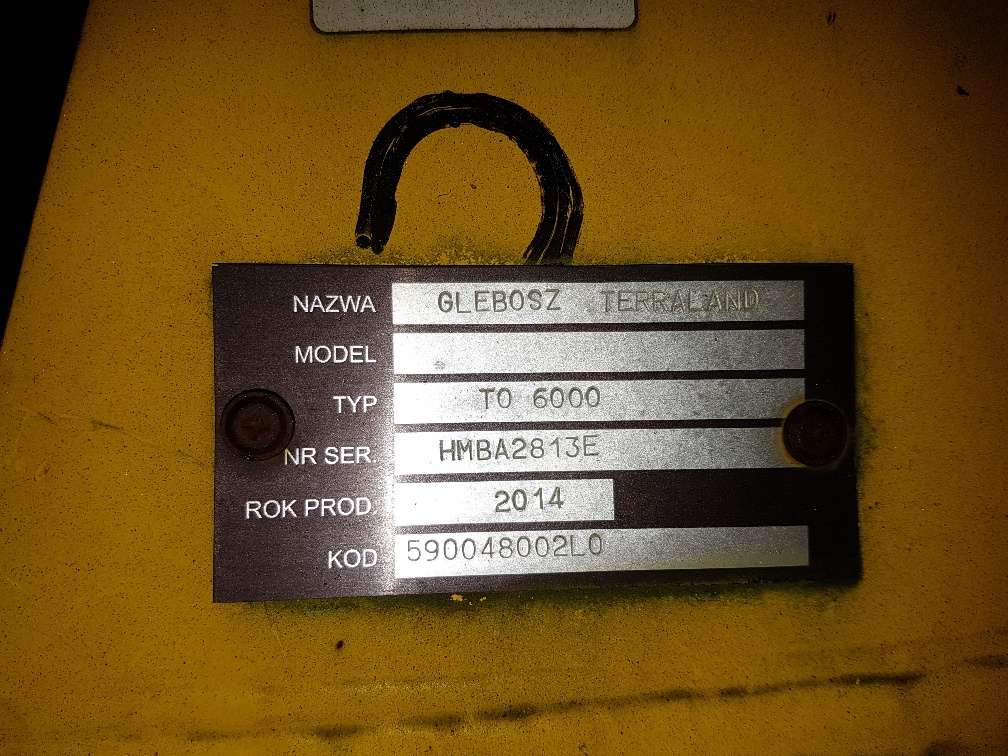 NAZWA GLEBOSZ TERRALAND
MODEL
TYP TO 6000
NR SER. HMBA2813E
ROK PROD. 2014
KOD 590048002L0